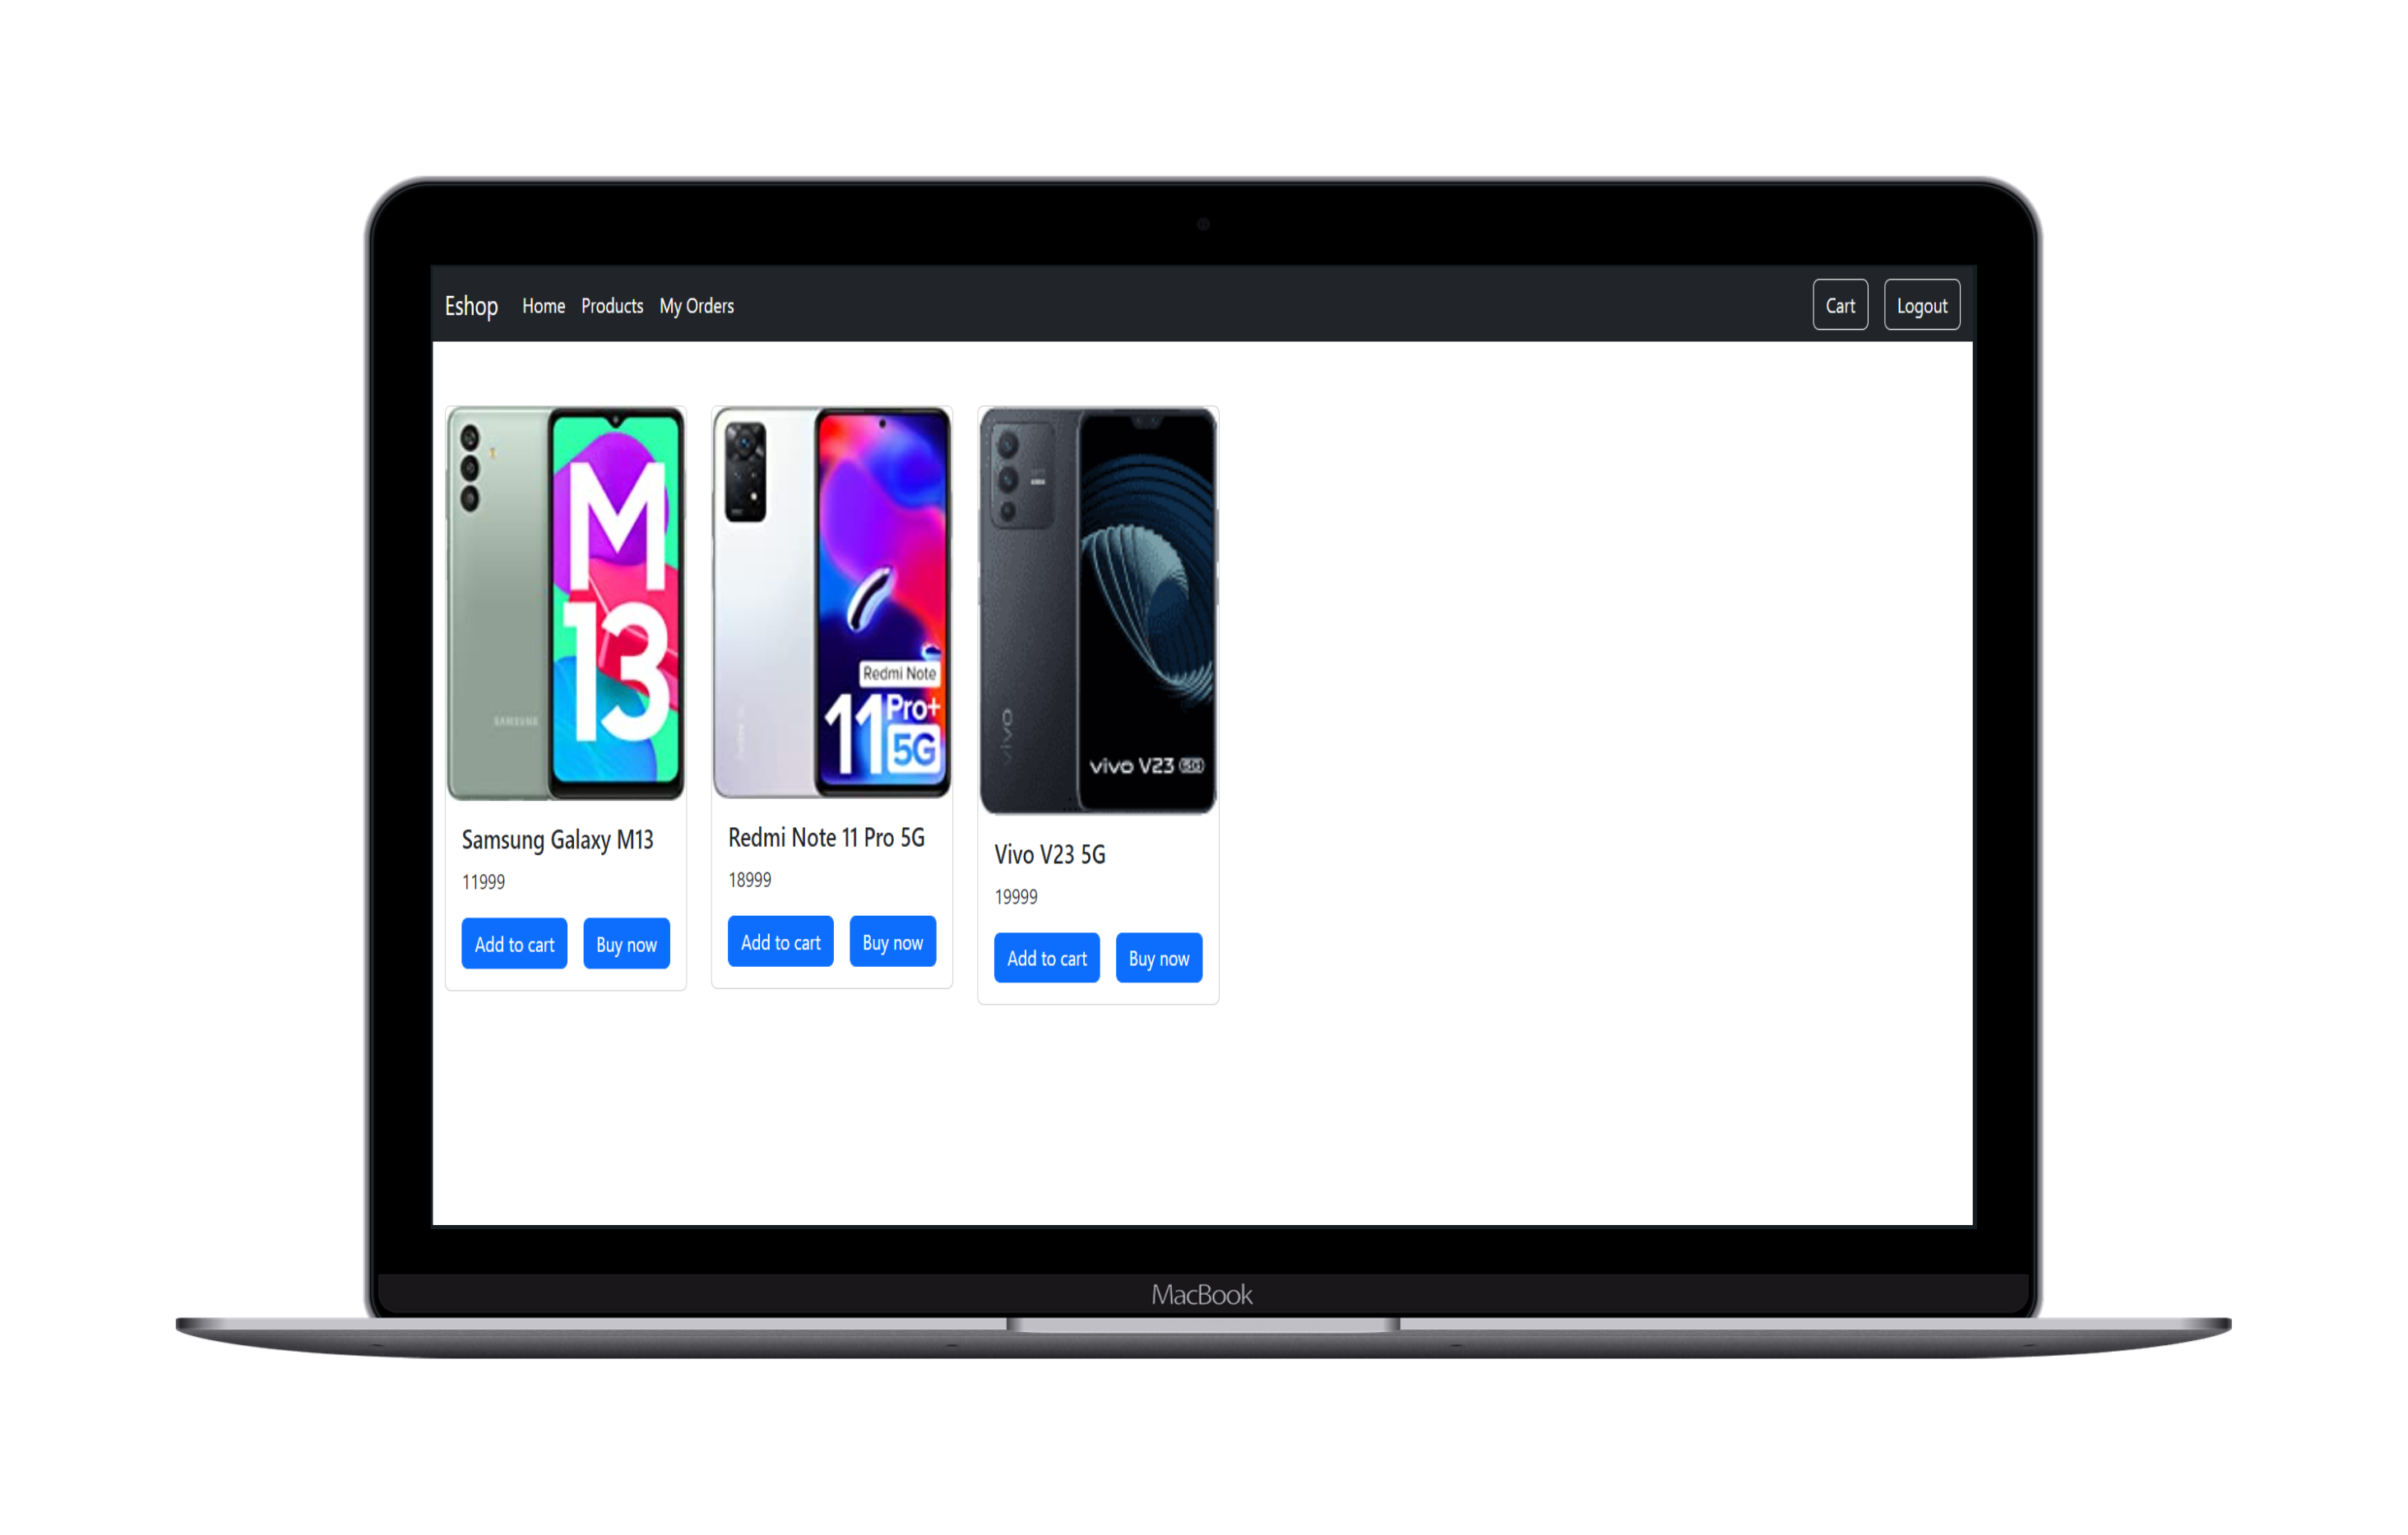 Eshop Home Products My Orders Cart Logout
M
13
SAMSUNG
Redmi Note
11 Pro+
5G
vivo
vivo V23 5G
Samsung Galaxy M13
11999
Add to cart Buy now
Redmi Note 11 Pro 5G
18999
Add to cart Buy now
Vivo V23 5G
19999
Add to cart Buy now
MacBook